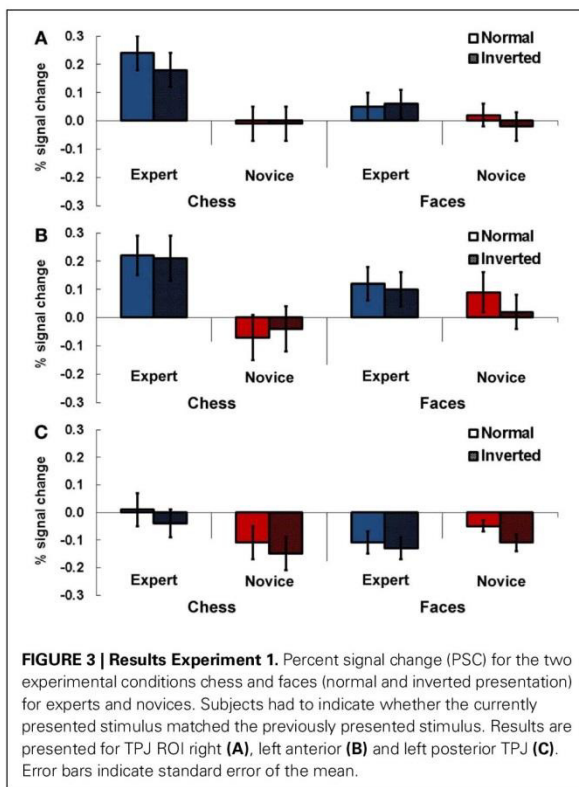 A
0.3
0.2
0.1
0.0
-0.1
-0.2
-0.3
% signal change
Normal
Inverted
Expert Novice Expert Novice
Chess Faces
B
0.3
0.2
0.1
0.0
-0.1
-0.2
-0.3
% signal change
Normal
Inverted
Expert Novice Expert Novice
Chess Faces
C
0.3
0.2
0.1
0.0
-0.1
-0.2
-0.3
% signal change
Normal
Inverted
Expert Novice Expert Novice
Chess Faces
FIGURE 3 | Results Experiment 1. Percent signal change (PSC) for the two
experimental conditions chess and faces (normal and inverted presentation)
for experts and novices. Subjects had to indicate whether the currently
presented stimulus matched the previously presented stimulus. Results are
presented for TPJ ROI right (A), left anterior (B) and left posterior TPJ (C).
Error bars indicate standard error of the mean.